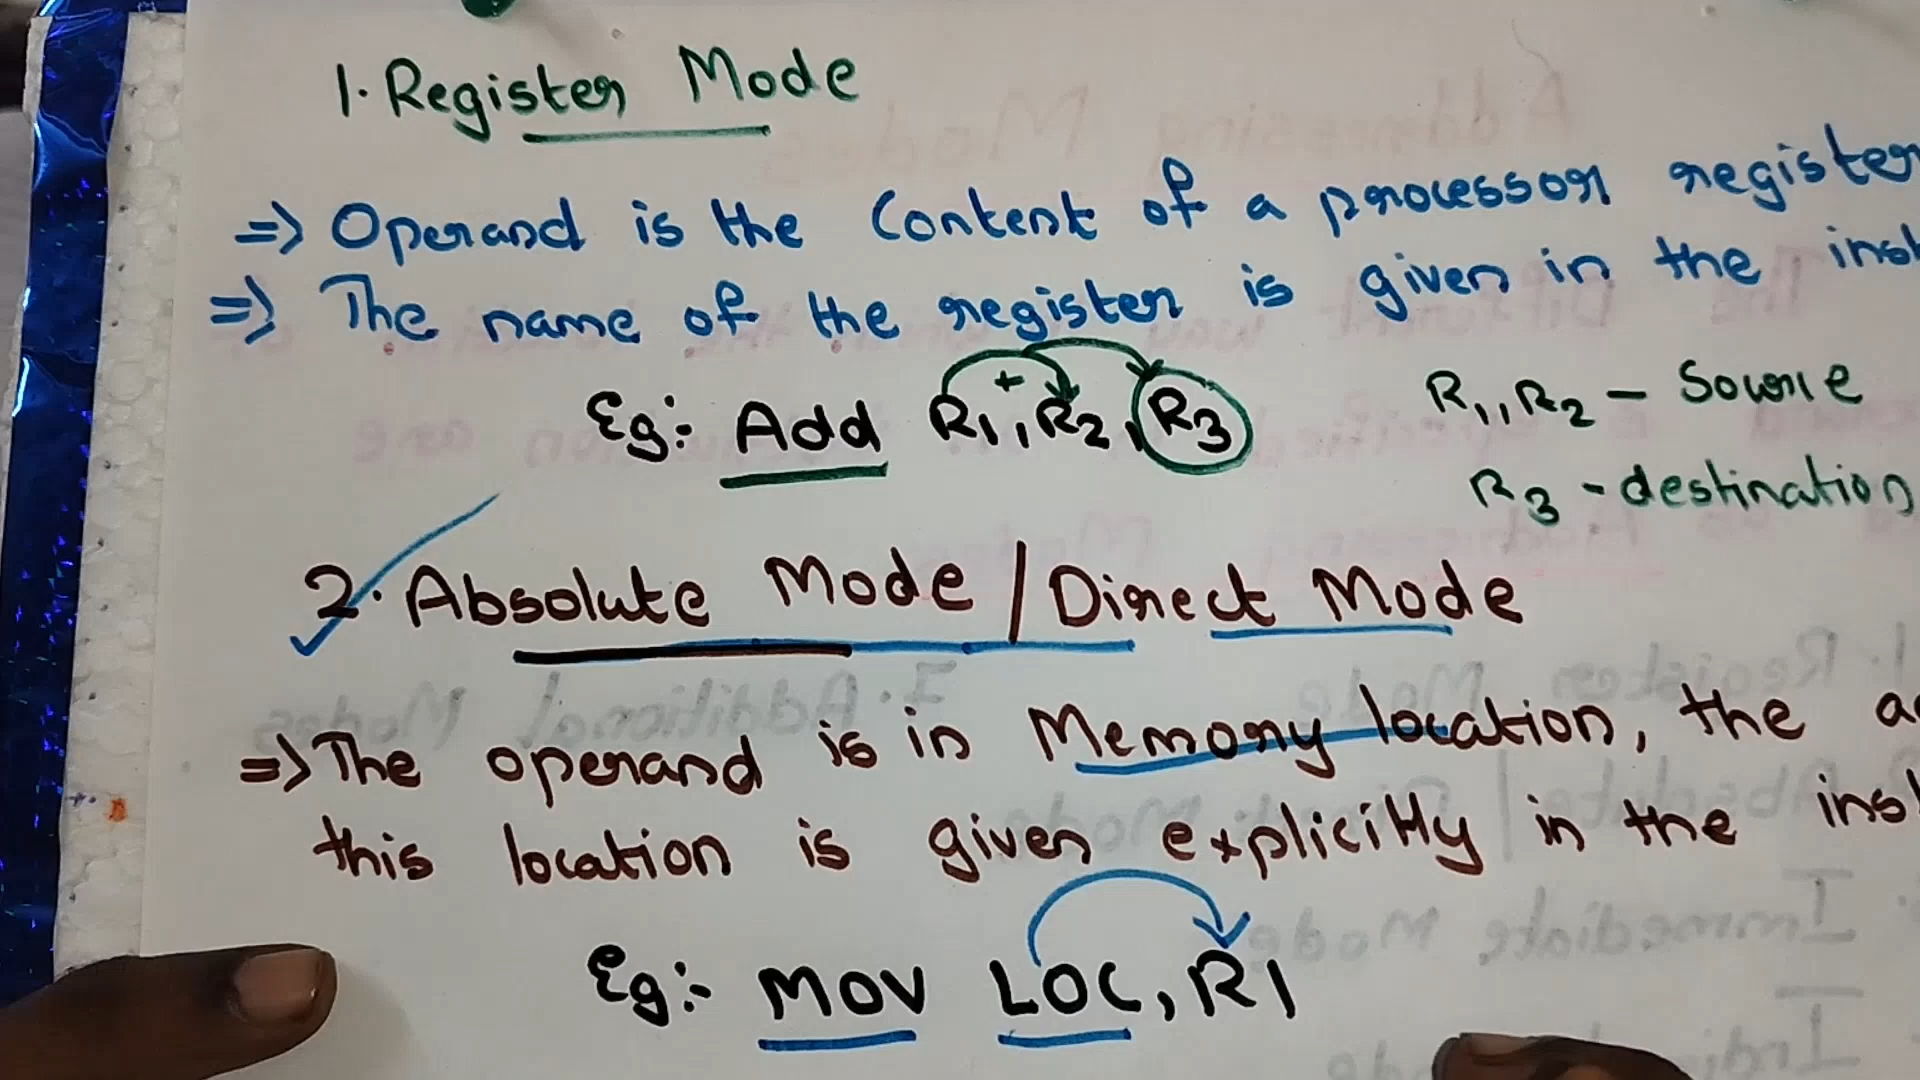 1. Register Mode
=> Operand is the Content of a processor register
=> The name of the register is given in the
+
Eg:- Add R1, R2, R3
R1, R2 - Source
R3 - destination
2. Absolute Mode / Direct Mode
=> The operand is in Memory location, the
this location is given explicitly in the
Eg:- MOV LOC, R1